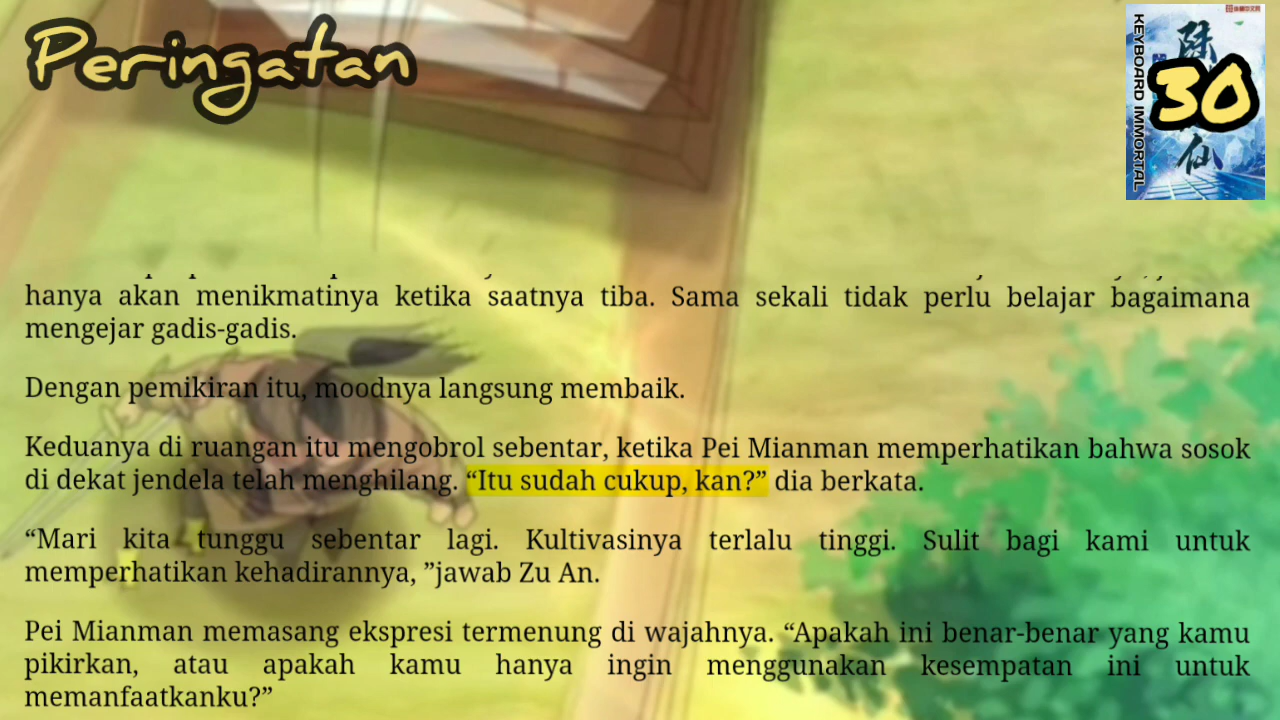 Peringatan
陸
仙
KEYBOARD IMMORTAL
30
hanya akan menikmatinya ketika saatnya tiba. Sama sekali tidak perlu belajar bagaimana
mengejar gadis-gadis.
Dengan pemikiran itu, moodnya langsung membaik.
Keduanya di ruangan itu mengobrol sebentar, ketika Pei Mianman memperhatikan bahwa sosok
di dekat jendela telah menghilang. “Itu sudah cukup, kan?” dia berkata.
“Mari kita tunggu sebentar lagi. Kultivasinya terlalu tinggi. Sulit bagi kami untuk
memperhatikan kehadirannya, ”jawab Zu An.
Pei Mianman memasang ekspresi termenung di wajahnya. “Apakah ini benar-benar yang kamu
pikirkan, atau apakah kamu hanya ingin menggunakan kesempatan ini untuk
memanfaatkanku?”